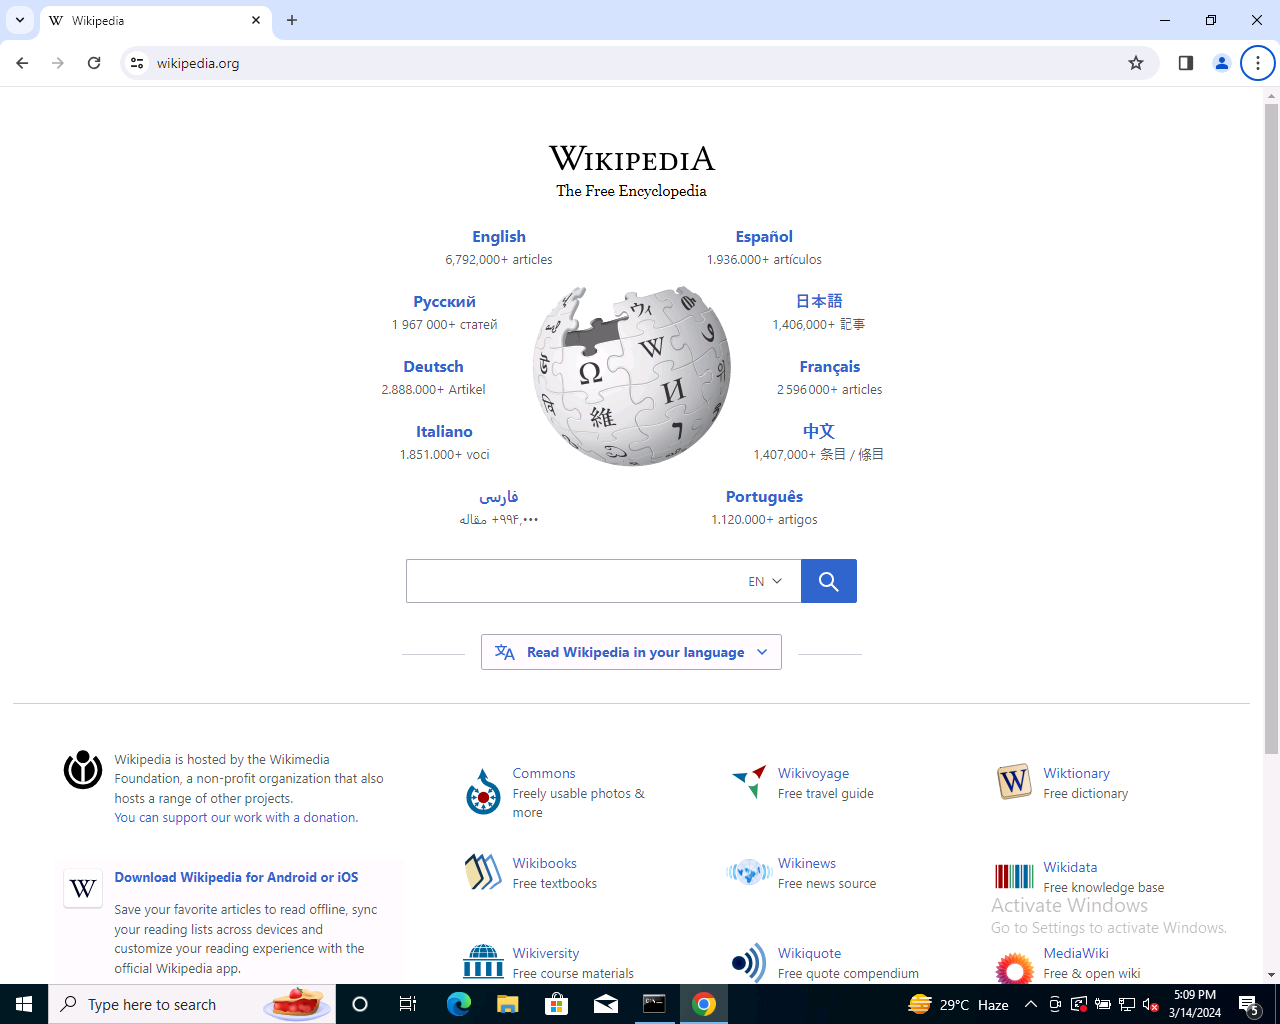 Wikipedia
wikipedia.org
WIKIPEDIA
The Free Encyclopedia
English
6,792,000+ articles
Español
1.936.000+ artículos
Русский
1 967 000+ статей
日本語
1,406,000+ 記事
Deutsch
2.888.000+ Artikel
Français
2 596 000+ articles
Italiano
1.851.000+ voci
中文
1,407,000+ 条目 / 條目
فارسی
۹۹۴٬۰۰۰+ مقاله
Português
1.120.000+ artigos
EN
Read Wikipedia in your language
Wikipedia is hosted by the Wikimedia
Foundation, a non-profit organization that also
hosts a range of other projects.
You can support our work with a donation.
Download Wikipedia for Android or iOS
Save your favorite articles to read offline, sync
your reading lists across devices and
customize your reading experience with the
official Wikipedia app.
Commons
Freely usable photos &
more
Wikivoyage
Free travel guide
Wiktionary
Free dictionary
Wikibooks
Free textbooks
Wikinews
Free news source
Wikidata
Free knowledge base
Wikiversity
Free course materials
Wikiquote
Free quote compendium
MediaWiki
Free & open wiki
Activate Windows
Go to Settings to activate Windows.
Type here to search
29°C Haze
5:09 PM
3/14/2024
5